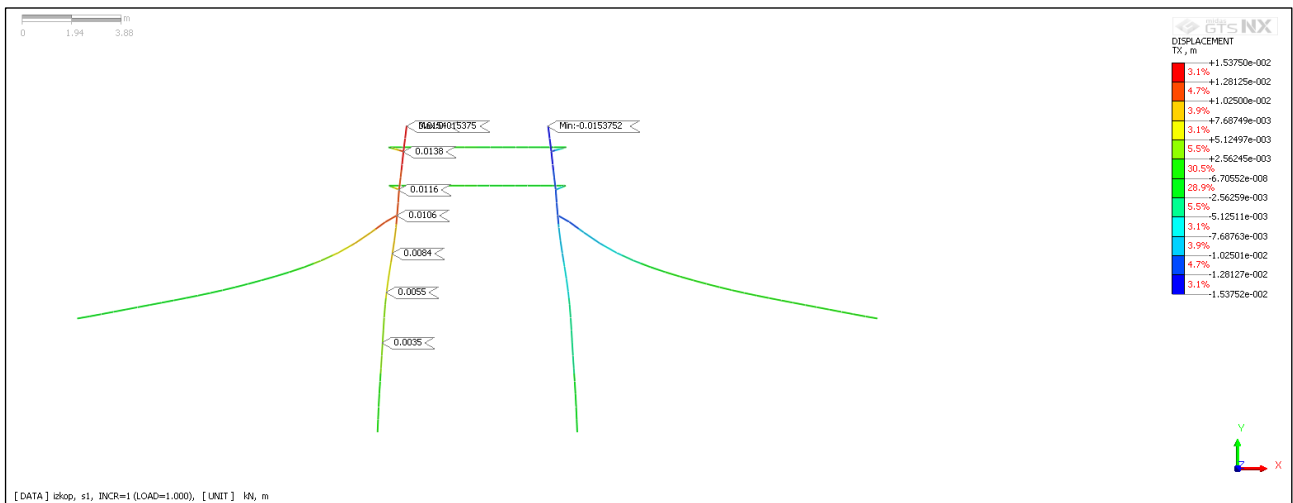 m
0 1.94 3.88
midas
GTS NX
DISPLACEMENT
TX , m
+1.53750e-002
3.1%
+1.28125e-002
4.7%
+1.02500e-002
3.9%
+7.68749e-003
3.1%
+5.12497e-003
5.5%
+2.56245e-003
30.5%
-6.70552e-008
28.9%
-2.56259e-003
5.5%
-5.12511e-003
3.1%
-7.68763e-003
3.9%
-1.02501e-002
4.7%
-1.28127e-002
3.1%
-1.53752e-002
Min:-0.0153752
0.0138
0.0116
0.0106
0.0084
0.0055
0.0035
Y
Z
X
[ DATA ] izkop, s1, INCR=1 (LOAD=1.000), [ UNIT ] kN, m